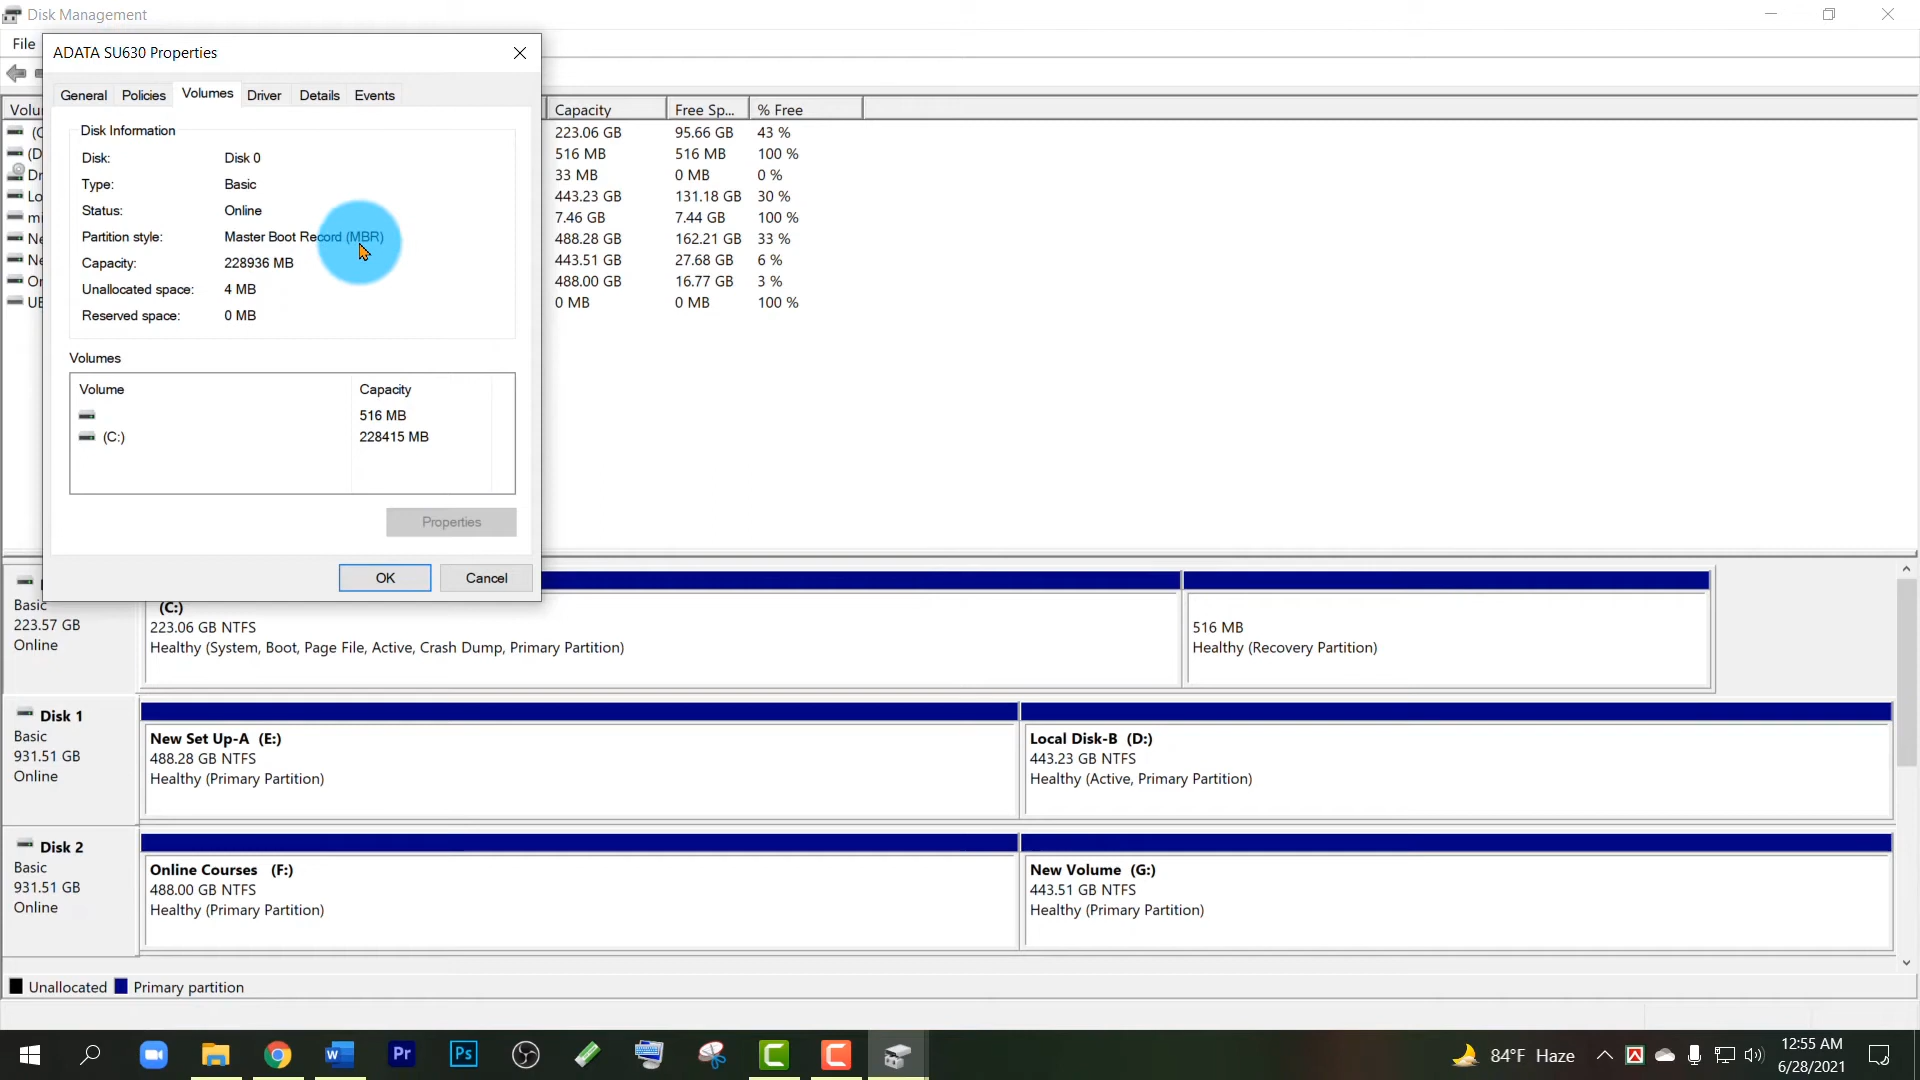 Disk Management
File
ADATA SU630 Properties
General Policies Volumes Driver Details Events
Disk Information
Disk: Disk 0
Type: Basic
Status: Online
Partition style: Master Boot Record (MBR)
Capacity: 228936 MB
Unallocated space: 4 MB
Reserved space: 0 MB
Volumes
Volume Capacity
516 MB
(C:) 228415 MB
Properties
OK Cancel
Capacity Free Sp... % Free
223.06 GB 95.66 GB 43 %
516 MB 516 MB 100 %
33 MB 0 MB 0 %
443.23 GB 131.18 GB 30 %
7.46 GB 7.44 GB 100 %
488.28 GB 162.21 GB 33 %
443.51 GB 27.68 GB 6 %
488.00 GB 16.77 GB 3 %
0 MB 0 MB 100 %
Basic
223.57 GB
Online
(C:)
223.06 GB NTFS
Healthy (System, Boot, Page File, Active, Crash Dump, Primary Partition)
516 MB
Healthy (Recovery Partition)
Disk 1
Basic
931.51 GB
Online
New Set Up-A (E:)
488.28 GB NTFS
Healthy (Primary Partition)
Local Disk-B (D:)
443.23 GB NTFS
Healthy (Active, Primary Partition)
Disk 2
Basic
931.51 GB
Online
Online Courses (F:)
488.00 GB NTFS
Healthy (Primary Partition)
New Volume (G:)
443.51 GB NTFS
Healthy (Primary Partition)
Unallocated Primary partition
Pr
Ps
84°F Haze
12:55 AM
6/28/2021